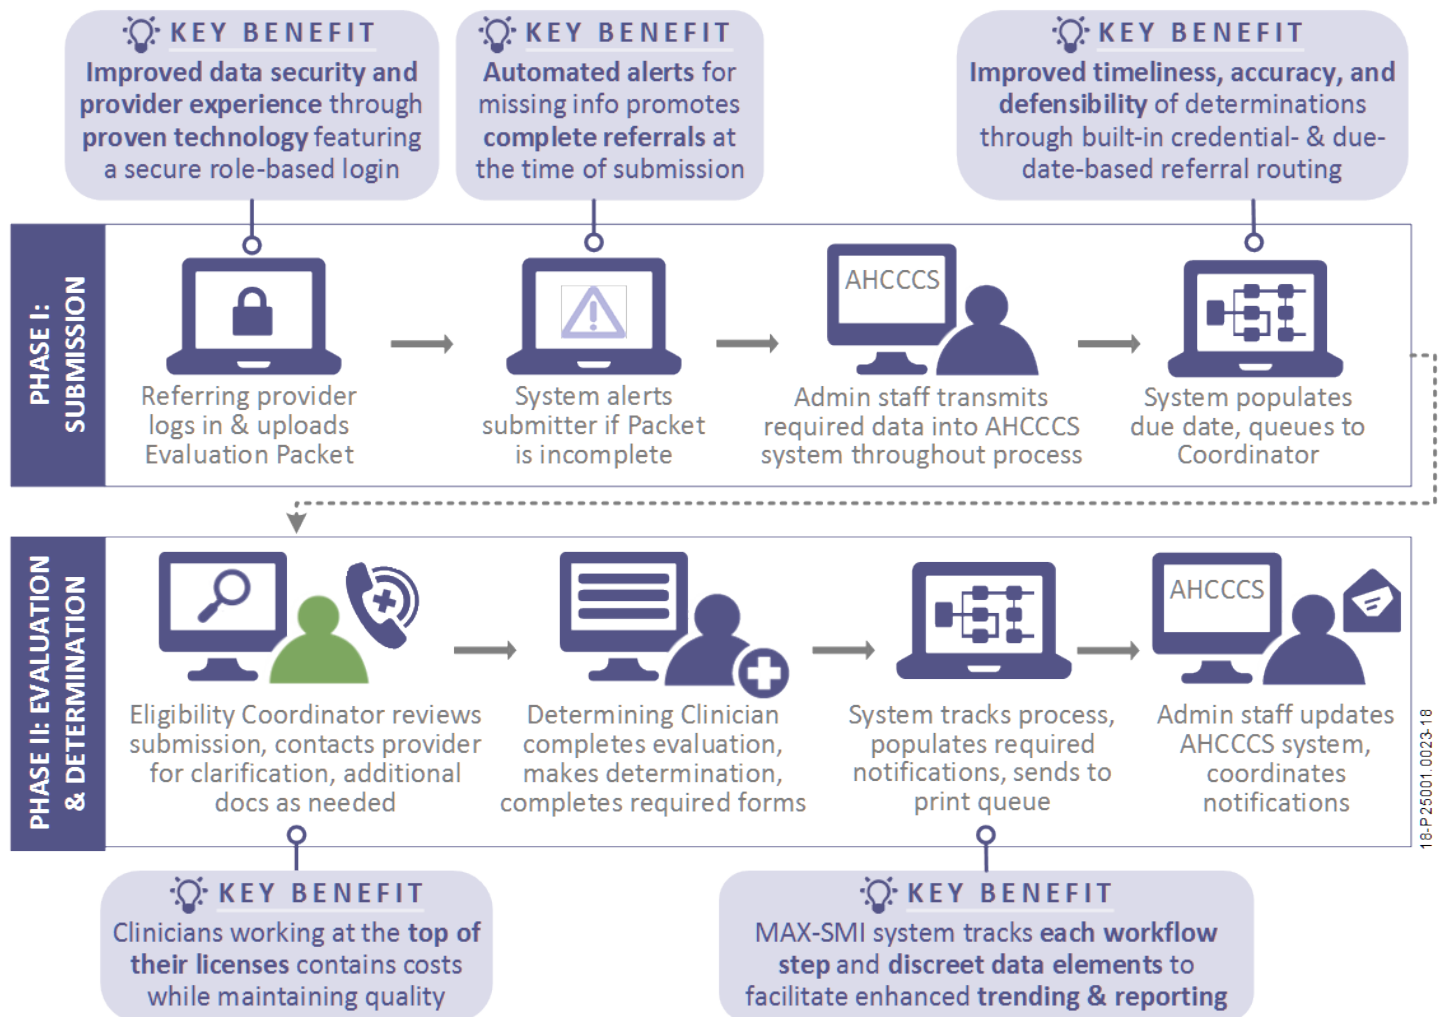 KEY BENEFIT
Improved data security and
provider experience through
proven technology featuring
a secure role-based login
KEY BENEFIT
Automated alerts for
missing info promotes
complete referrals at
the time of submission
KEY BENEFIT
Improved timeliness, accuracy, and
defensibility of determinations
through built-in credential- & due-
date-based referral routing
PHASE I:
SUBMISSION
Referring provider
logs in & uploads
Evaluation Packet
System alerts
submitter if Packet
is incomplete
AHCCCS
Admin staff transmits
required data into AHCCCS
system throughout process
System populates
due date, queues to
Coordinator
PHASE II: EVALUATION
& DETERMINATION
Eligibility Coordinator reviews
submission, contacts provider
for clarification, additional
docs as needed
Determining Clinician
completes evaluation,
makes determination,
completes required forms
System tracks process,
populates required
notifications, sends to
print queue
AHCCCS
Admin staff updates
AHCCCS system,
coordinates
notifications
18-P25001.0023-18
KEY BENEFIT
Clinicians working at the top of
their licenses contains costs
while maintaining quality
KEY BENEFIT
MAX-SMI system tracks each workflow
step and discreet data elements to
facilitate enhanced trending & reporting